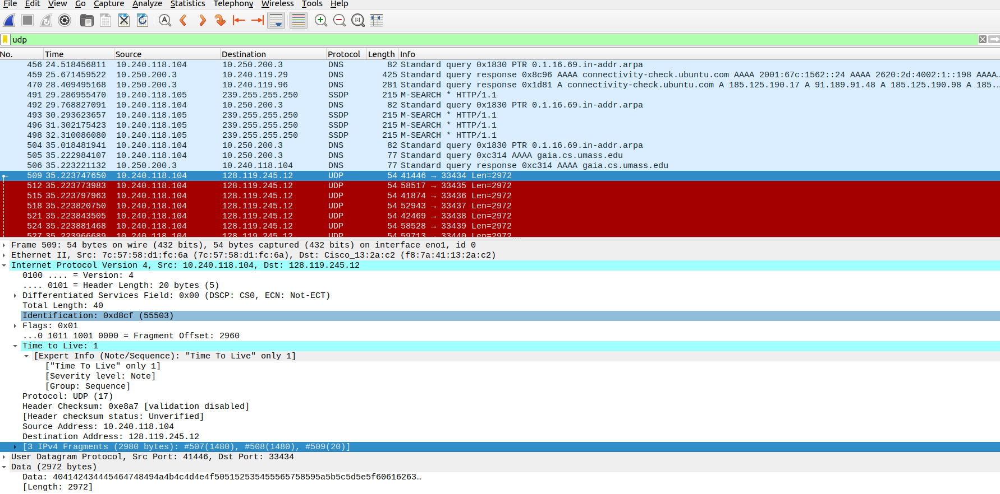 File Edit View Go Capture Analyze Statistics Telephony Wireless Tools Help
udp
No. Time Source Destination Protocol Length Info
456 24.518456811 10.240.118.104 10.250.200.3 DNS 82 Standard query 0x1830 PTR 0.1.16.69.in-addr.arpa
459 25.671459522 10.250.200.3 10.240.119.29 DNS 425 Standard query response 0x8c96 AAAA connectivity-check.ubuntu.com AAAA 2001:67c:1562::24 AAAA 2620:2d:4002:1::198 AAAA…
470 28.409495168 10.250.200.3 10.240.119.96 DNS 281 Standard query response 0x1d81 A connectivity-check.ubuntu.com A 185.125.190.17 A 91.189.91.48 A 185.125.190.98 A 185.…
491 29.286955470 10.240.118.105 239.255.255.250 SSDP 215 M-SEARCH * HTTP/1.1
492 29.768827091 10.240.118.104 10.250.200.3 DNS 82 Standard query 0x1830 PTR 0.1.16.69.in-addr.arpa
493 30.293623657 10.240.118.105 239.255.255.250 SSDP 215 M-SEARCH * HTTP/1.1
496 31.302175423 10.240.118.105 239.255.255.250 SSDP 215 M-SEARCH * HTTP/1.1
498 32.310086080 10.240.118.105 239.255.255.250 SSDP 215 M-SEARCH * HTTP/1.1
504 35.018481941 10.240.118.104 10.250.200.3 DNS 82 Standard query 0x1830 PTR 0.1.16.69.in-addr.arpa
505 35.222984107 10.240.118.104 10.250.200.3 DNS 77 Standard query 0xc314 AAAA gaia.cs.umass.edu
506 35.223221132 10.250.200.3 10.240.118.104 DNS 77 Standard query response 0xc314 AAAA gaia.cs.umass.edu
509 35.223747650 10.240.118.104 128.119.245.12 UDP 54 41446 → 33434 Len=2972
512 35.223773983 10.240.118.104 128.119.245.12 UDP 54 58517 → 33435 Len=2972
515 35.223797963 10.240.118.104 128.119.245.12 UDP 54 41874 → 33436 Len=2972
518 35.223820750 10.240.118.104 128.119.245.12 UDP 54 52943 → 33437 Len=2972
521 35.223843505 10.240.118.104 128.119.245.12 UDP 54 42469 → 33438 Len=2972
524 35.223881468 10.240.118.104 128.119.245.12 UDP 54 58528 → 33439 Len=2972
527 35.223966689 10.240.118.104 128.119.245.12 UDP 54 59713 → 33440 Len=2972
Frame 509: 54 bytes on wire (432 bits), 54 bytes captured (432 bits) on interface eno1, id 0
Ethernet II, Src: 7c:57:58:d1:fc:6a (7c:57:58:d1:fc:6a), Dst: Cisco_13:2a:c2 (f8:7a:41:13:2a:c2)
Internet Protocol Version 4, Src: 10.240.118.104, Dst: 128.119.245.12
0100 .... = Version: 4
.... 0101 = Header Length: 20 bytes (5)
Differentiated Services Field: 0x00 (DSCP: CS0, ECN: Not-ECT)
Total Length: 40
Identification: 0xd8cf (55503)
Flags: 0x01
...0 1011 1001 0000 = Fragment Offset: 2960
Time to Live: 1
[Expert Info (Note/Sequence): "Time To Live" only 1]
["Time To Live" only 1]
[Severity level: Note]
[Group: Sequence]
Protocol: UDP (17)
Header Checksum: 0xe8a7 [validation disabled]
[Header checksum status: Unverified]
Source Address: 10.240.118.104
Destination Address: 128.119.245.12
[3 IPv4 Fragments (2980 bytes): #507(1480), #508(1480), #509(20)]
User Datagram Protocol, Src Port: 41446, Dst Port: 33434
Data (2972 bytes)
Data: 404142434445464748494a4b4c4d4e4f505152535455565758595a5b5c5d5e5f60616263…
[Length: 2972]